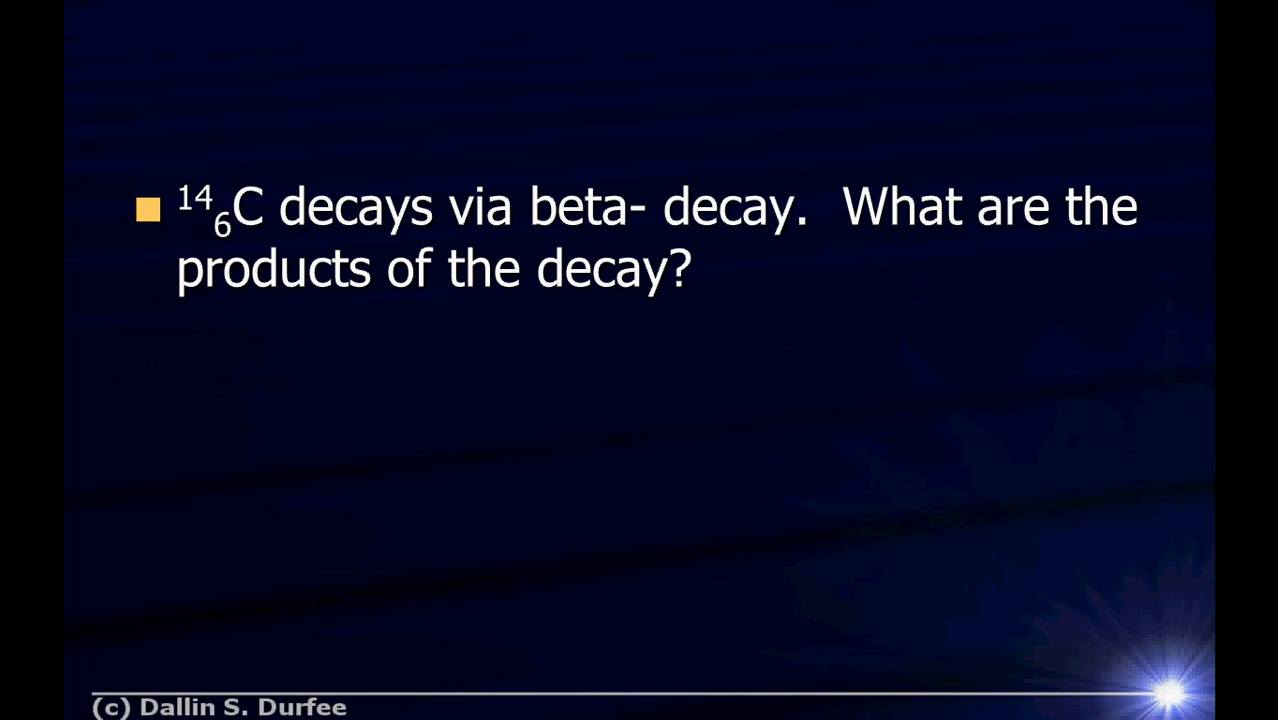 ¹⁴₆C decays via beta- decay. What are the
products of the decay?
(c) Dallin S. Durfee